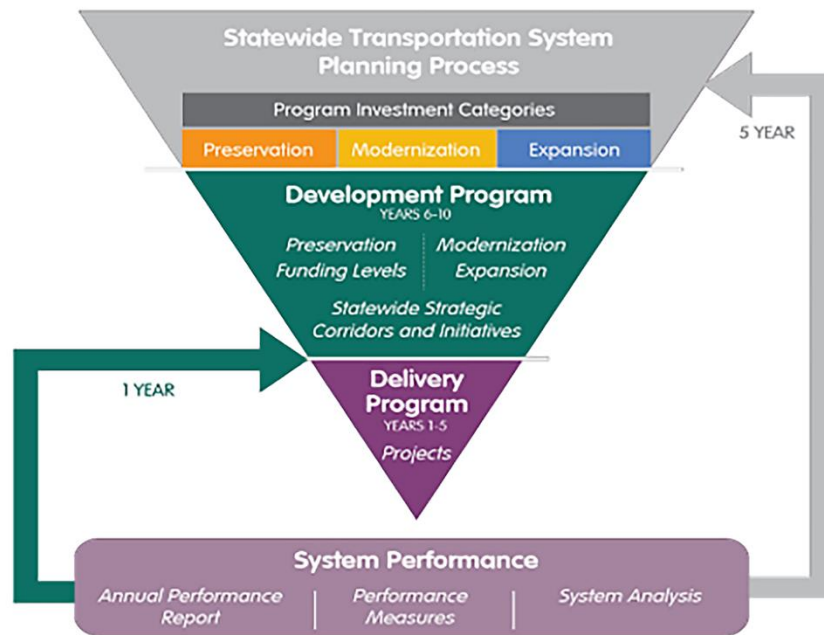 Statewide Transportation System
Planning Process
Program Investment Categories
Preservation
Modernization
Expansion
5 YEAR
Development Program
YEARS 6-10
Preservation
Funding Levels
Modernization
Expansion
Statewide Strategic
Corridors and Initiatives
1 YEAR
Delivery
Program
YEARS 1-5
Projects
System Performance
Annual Performance
Report
Performance
Measures
System Analysis